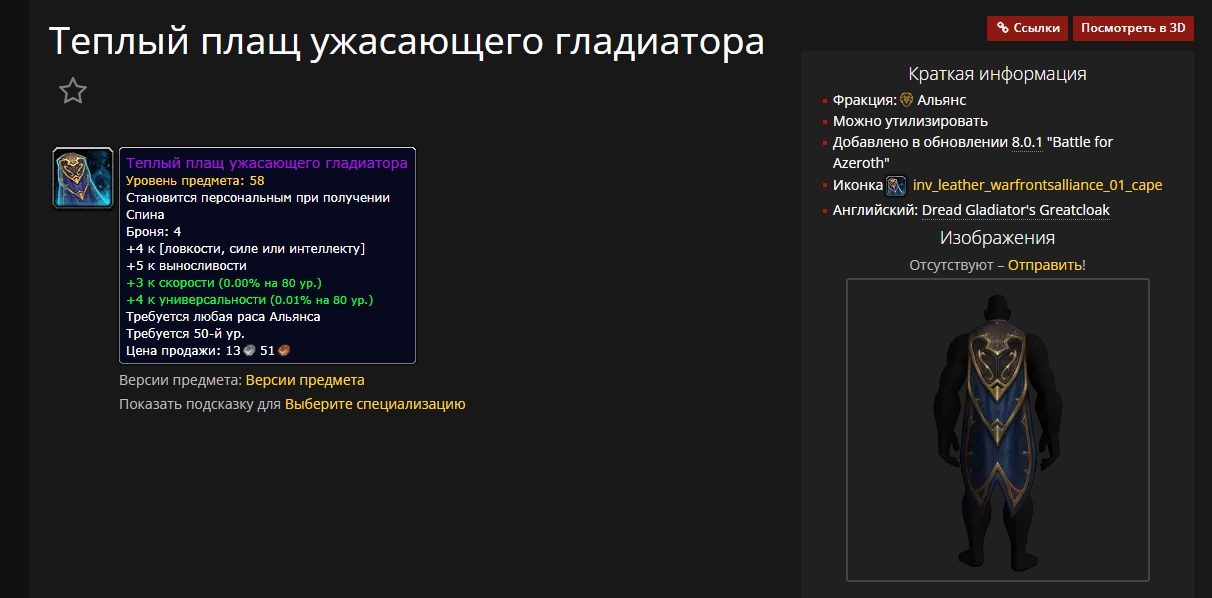 Теплый плащ ужасающего гладиатора
Ссылки
Посмотреть в 3D
Теплый плащ ужасающего гладиатора
Уровень предмета: 58
Становится персональным при получении
Спина
Броня: 4
+4 к [ловкости, силе или интеллекту]
+5 к выносливости
+3 к скорости (0.00% на 80 ур.)
+4 к универсальности (0.01% на 80 ур.)
Требуется любая раса Альянса
Требуется 50-й ур.
Цена продажи: 13 51
Версии предмета: Версии предмета
Показать подсказку для Выберите специализацию
Краткая информация
Фракция: Альянс
Можно утилизировать
Добавлено в обновлении 8.0.1 "Battle for
Azeroth"
Иконка inv_leather_warfrontsalliance_01_cape
Английский: Dread Gladiator's Greatcloak
Изображения
Отсутствуют – Отправить!